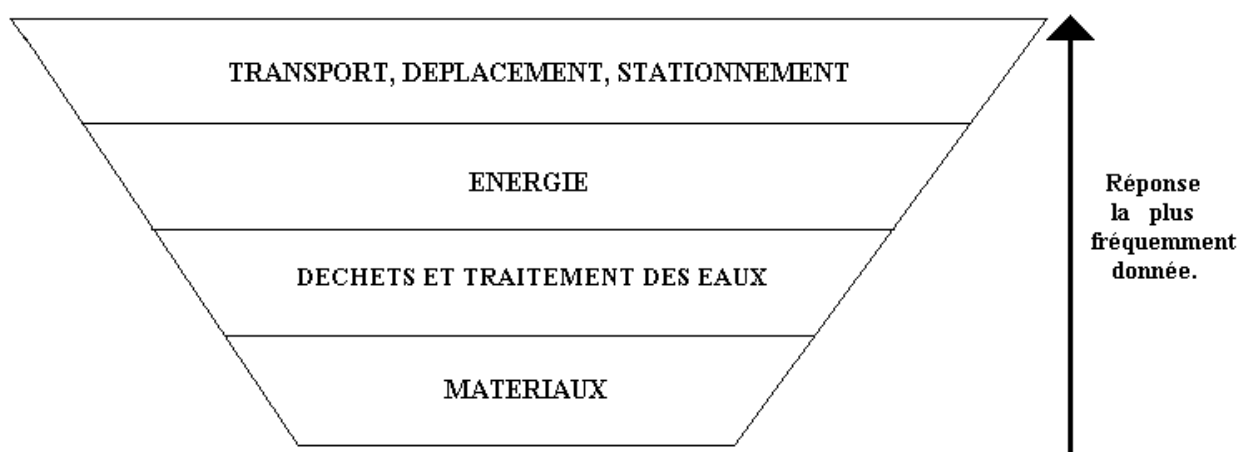 TRANSPORT, DEPLACEMENT, STATIONNEMENT
ENERGIE
DECHETS ET TRAITEMENT DES EAUX
MATERIAUX
Réponse
la plus
fréquemment
donnée.